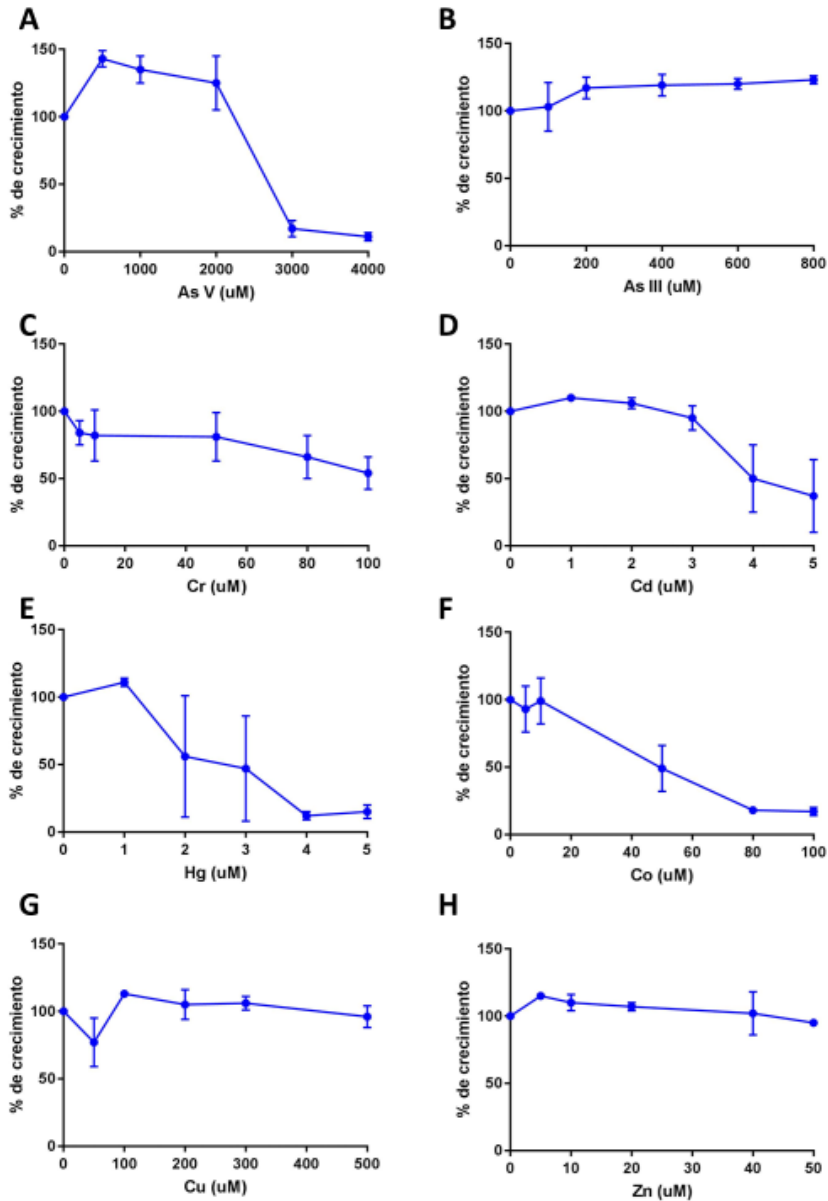 A
% de crecimiento
150
100
50
0
0 1000 2000 3000 4000
As V (uM)
B
% de crecimiento
150
100
50
0
0 200 400 600 800
As III (uM)
C
% de crecimiento
150
100
50
0
0 20 40 60 80 100
Cr (uM)
D
% de crecimiento
150
100
50
0
0 1 2 3 4 5
Cd (uM)
E
% de crecimiento
150
100
50
0
0 1 2 3 4 5
Hg (uM)
F
% de crecimiento
150
100
50
0
0 20 40 60 80 100
Co (uM)
G
% de crecimiento
150
100
50
0
0 100 200 300 400 500
Cu (uM)
H
% de crecimiento
150
100
50
0
0 10 20 30 40 50
Zn (uM)